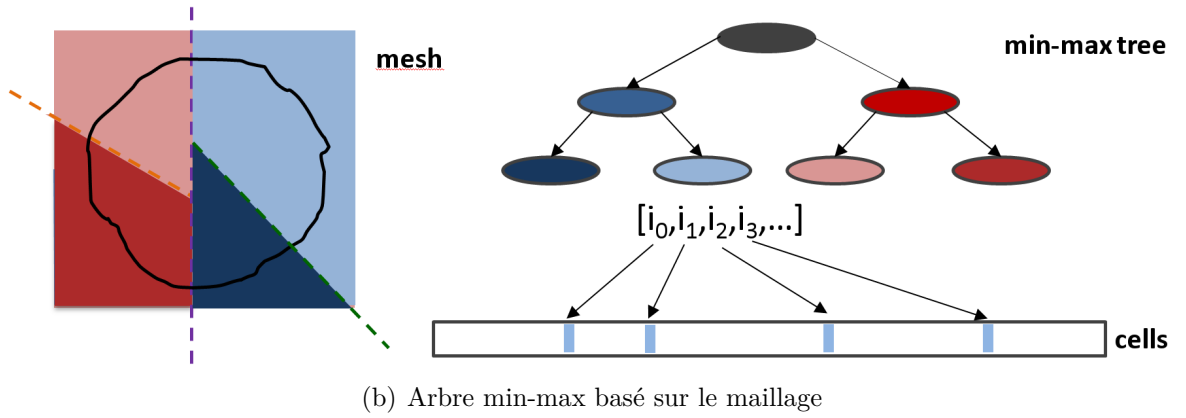 mesh
min-max tree
[i0,i1,i2,i3,...]
cells
(b) Arbre min-max basé sur le maillage